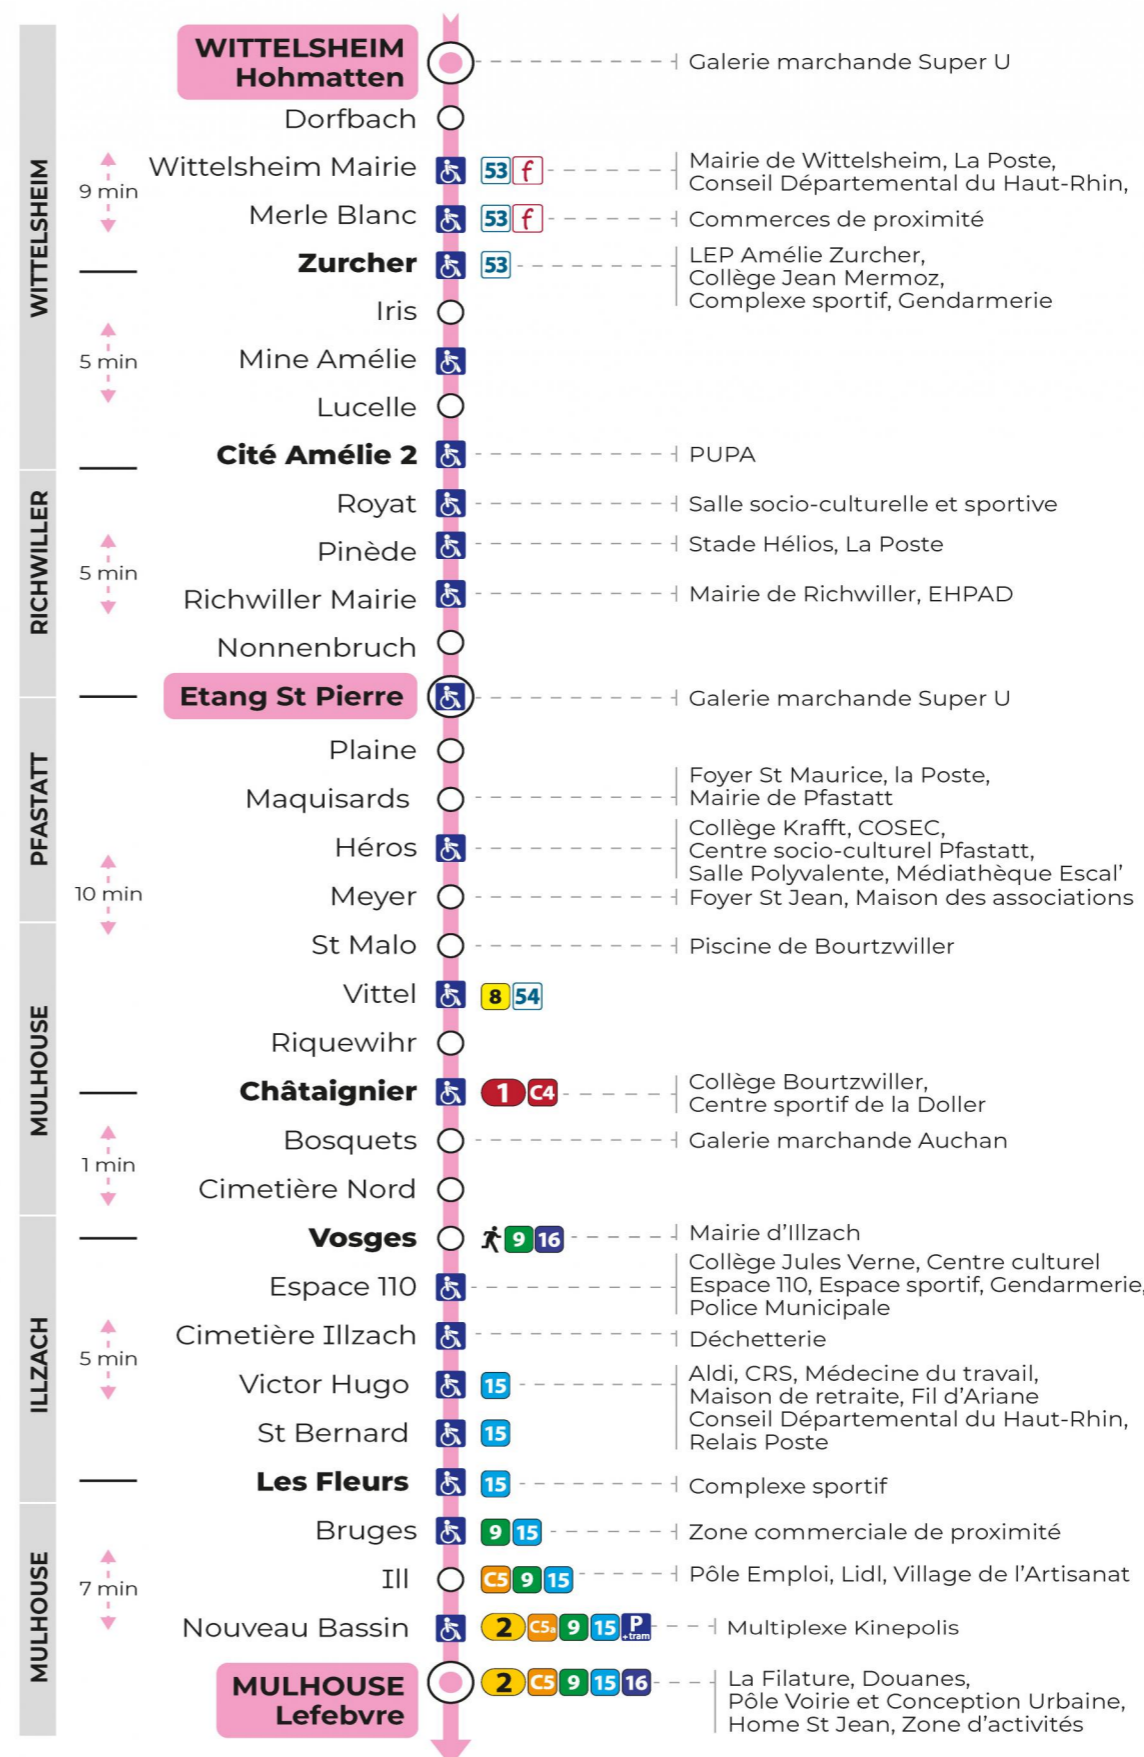 WITTELSHEIM
Hohmatten
Galerie marchande Super U
Dorfbach
WITTELSHEIM
9 min
Wittelsheim Mairie
53 f
Mairie de Wittelsheim, La Poste,
Conseil Départemental du Haut-Rhin,
Merle Blanc
53 f
Commerces de proximité
Zurcher
53
LEP Amélie Zurcher,
Collège Jean Mermoz,
Complexe sportif, Gendarmerie
Iris
5 min
Mine Amélie
Lucelle
Cité Amélie 2
PUPA
RICHWILLER
Royat
Salle socio-culturelle et sportive
5 min
Pinède
Stade Hélios, La Poste
Richwiller Mairie
Mairie de Richwiller, EHPAD
Nonnenbruch
Etang St Pierre
Galerie marchande Super U
PFASTATT
Plaine
Maquisards
Foyer St Maurice, la Poste,
Mairie de Pfastatt
Héros
Collège Krafft, COSEC,
Centre socio-culturel Pfastatt,
Salle Polyvalente, Médiathèque Escal’
10 min
Meyer
Foyer St Jean, Maison des associations
MULHOUSE
St Malo
Piscine de Bourtzwiller
Vittel
8 54
Riquewihr
Châtaignier
1 C4
Collège Bourtzwiller,
Centre sportif de la Doller
1 min
Bosquets
Galerie marchande Auchan
Cimetière Nord
ILLZACH
Vosges
9 16
Mairie d’Illzach
Espace 110
Collège Jules Verne, Centre culturel
Espace 110, Espace sportif, Gendarmerie,
Police Municipale
5 min
Cimetière Illzach
Déchetterie
Victor Hugo
15
Aldi, CRS, Médecine du travail,
Maison de retraite, Fil d’Ariane
Conseil Départemental du Haut-Rhin,
Relais Poste
St Bernard
15
Les Fleurs
15
Complexe sportif
MULHOUSE
Bruges
9 15
Zone commerciale de proximité
7 min
Ill
C5 9 15
Pôle Emploi, Lidl, Village de l’Artisanat
Nouveau Bassin
2 C5a 9 15 P +tram
Multiplexe Kinepolis
MULHOUSE
Lefebvre
2 C5 9 15 16
La Filature, Douanes,
Pôle Voirie et Conception Urbaine,
Home St Jean, Zone d’activités